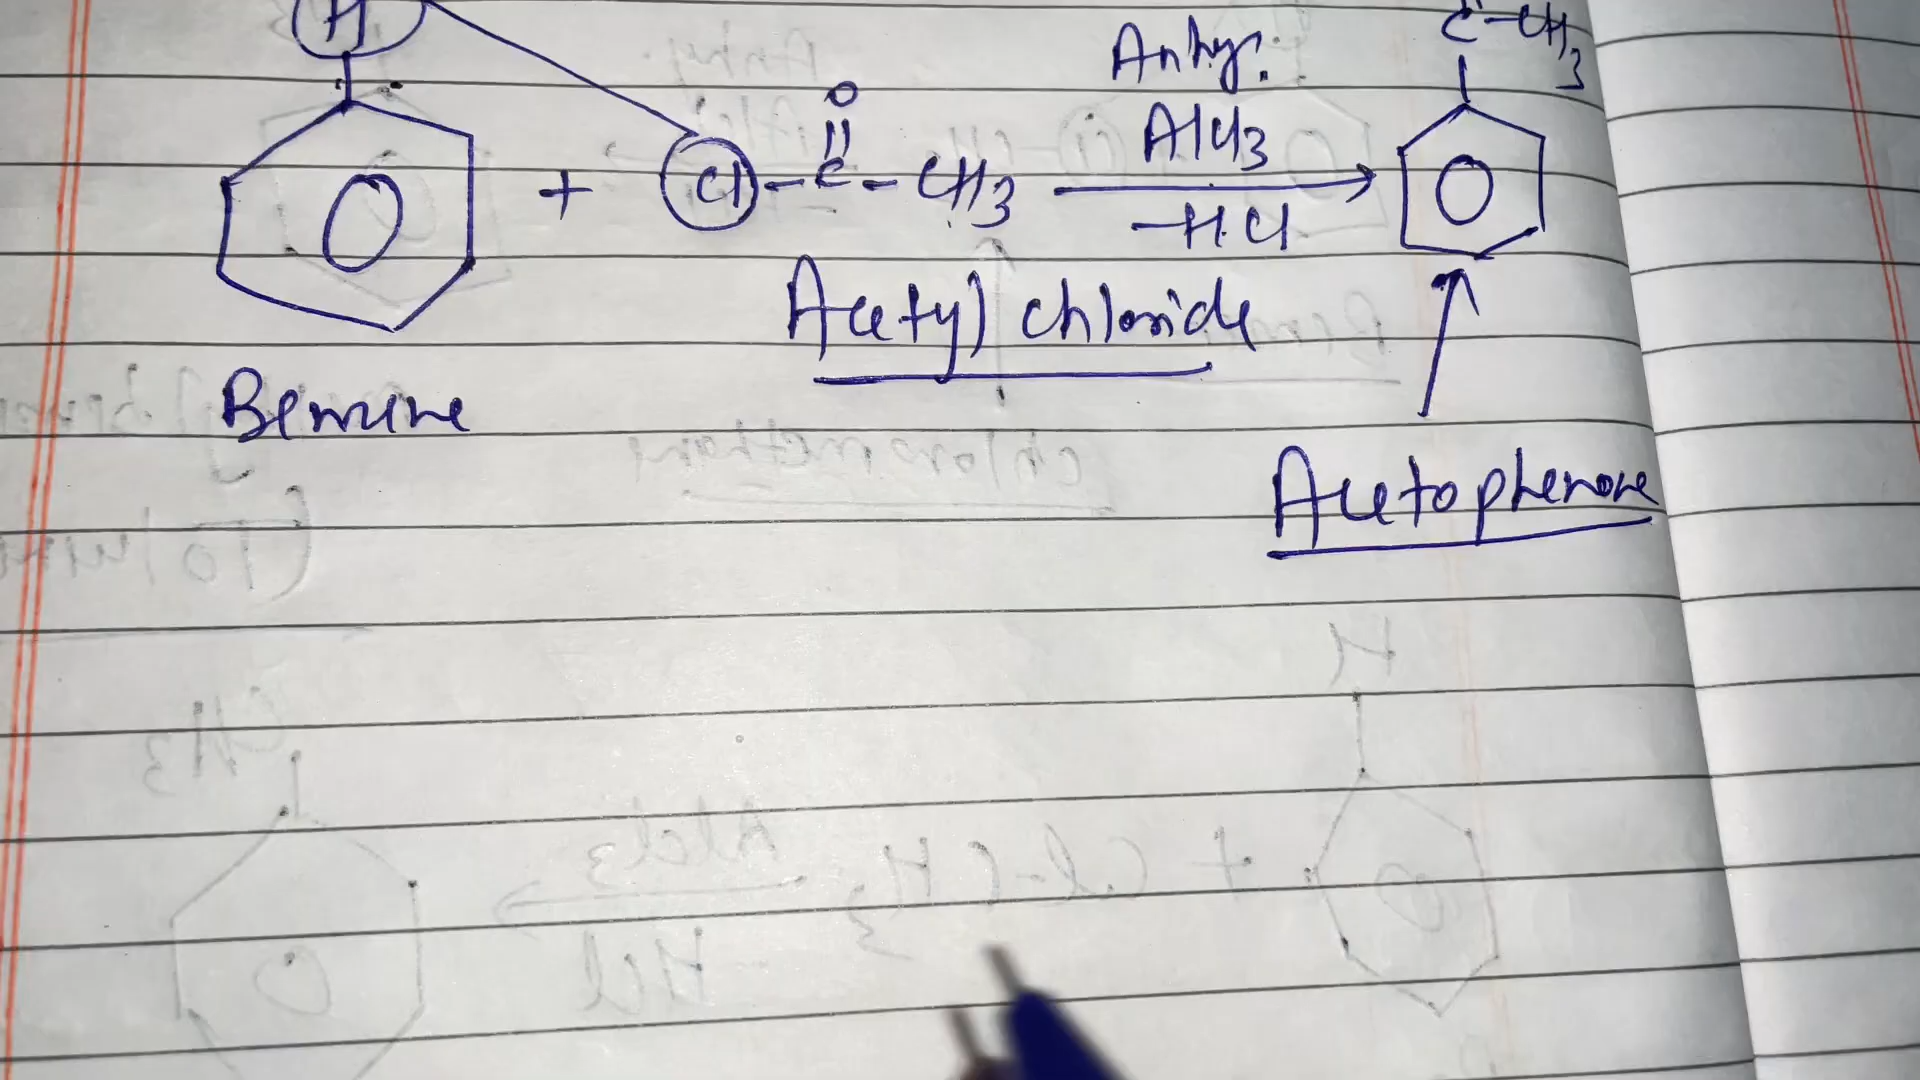 H
C-CH3
Anhy.
O
AlCl3
+ Cl-C-CH3
-HCl
Acetyl chloride
Benzene
Acetophenone